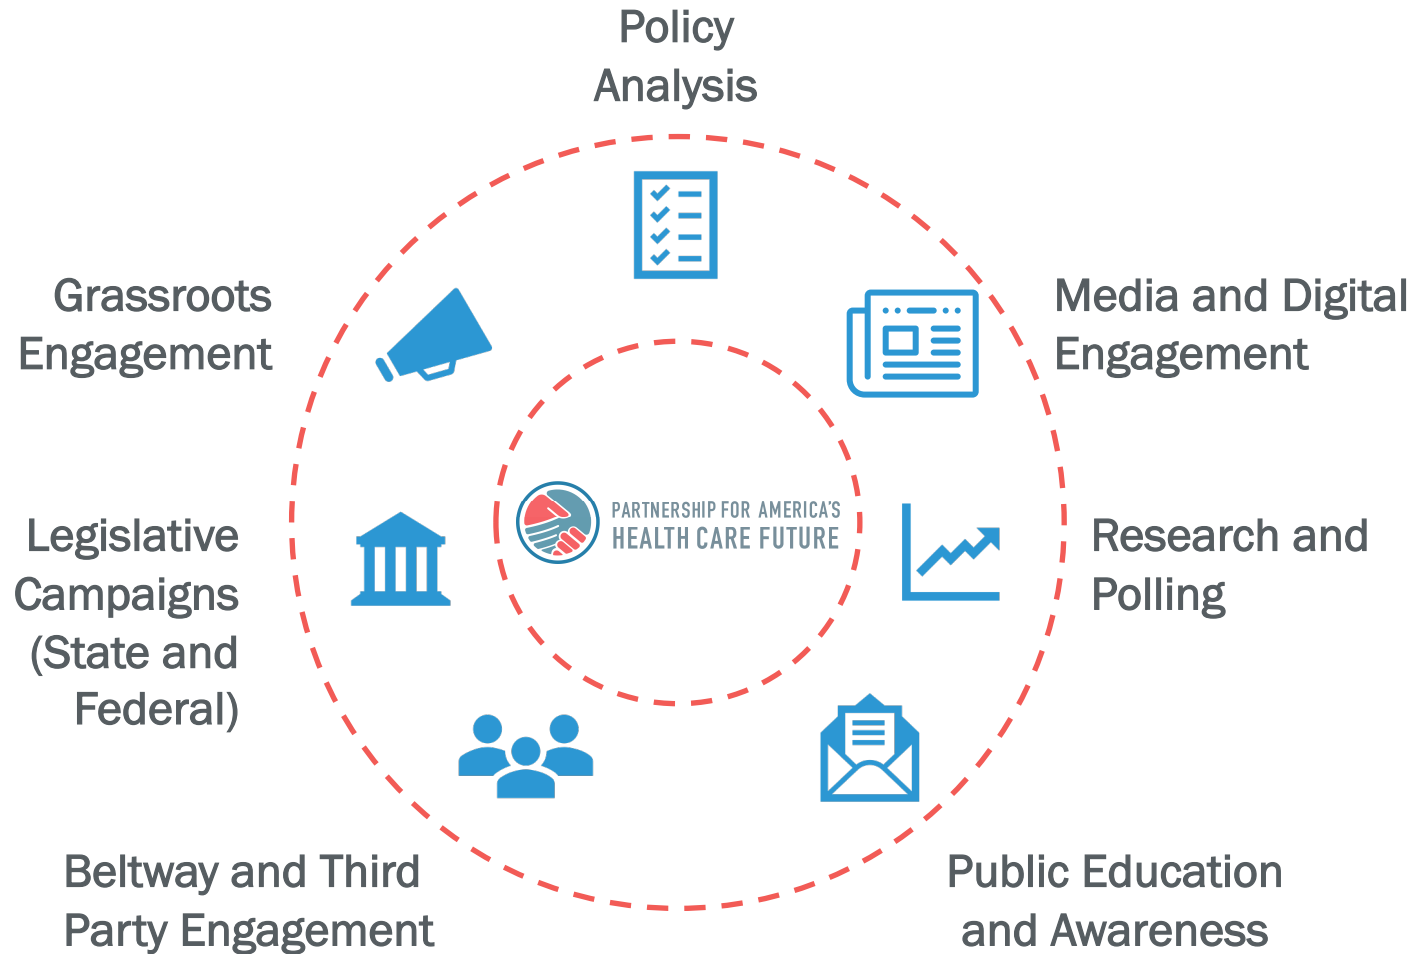 Policy
Analysis
Grassroots
Engagement
Media and Digital
Engagement
PARTNERSHIP FOR AMERICA'S
HEALTH CARE FUTURE
Legislative
Campaigns
(State and
Federal)
Research and
Polling
Beltway and Third
Party Engagement
Public Education
and Awareness